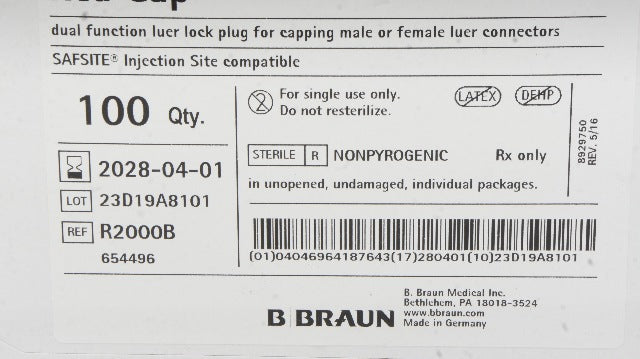 dual function luer lock plug for capping male or female luer connectors
SAFSITE® Injection Site compatible
100 Qty.
For single use only.
Do not resterilize.
LATEX
DEHP
8929750
REV. 5/16
2028-04-01
LOT 23D19A8101
REF R2000B
654496
STERILE R NONPYROGENIC Rx only
in unopened, undamaged, individual packages.
(01)04046964187643(17)280401(10)23D19A8101
B BRAUN
B. Braun Medical Inc.
Bethlehem, PA 18018-3524
www.bbraun.com
Made in Germany